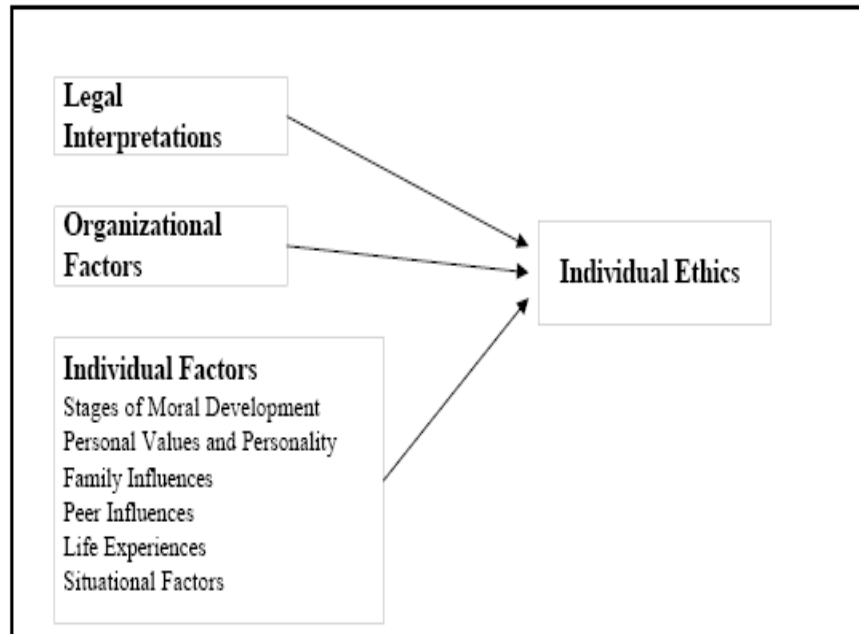 Legal
Interpretations
Organizational
Factors
Individual Ethics
Individual Factors
Stages of Moral Development
Personal Values and Personality
Family Influences
Peer Influences
Life Experiences
Situational Factors